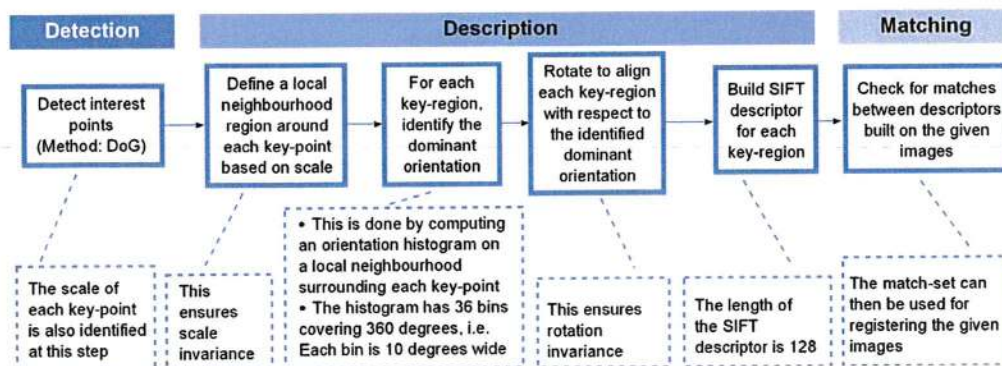 Detection
Description
Matching
Detect interest
points
(Method: DoG)
Define a local
neighbourhood
region around
each key-point
based on scale
For each
key-region,
identify the
dominant
orientation
Rotate to align
each key-region
with respect to
the identified
dominant
orientation
Build SIFT
descriptor
for each
key-region
Check for matches
between descriptors
built on the given
images
The scale of
each key-point
is also identified
at this step
This
ensures
scale
invariance
• This is done by computing
an orientation histogram on
a local neighbourhood
surrounding each key-point
• The histogram has 36 bins
covering 360 degrees, i.e.
Each bin is 10 degrees wide
This ensures
rotation
invariance
The length of
the SIFT
descriptor is 128
The match-set can
then be used for
registering the given
images